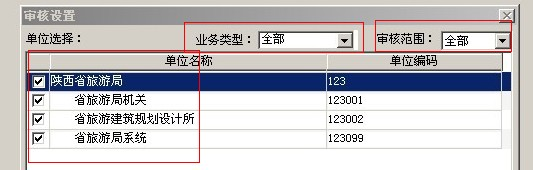 审核设置
单位选择： 业务类型： 全部 审核范围： 全部
单位名称 单位编码
陕西省旅游局 123
省旅游局机关 123001
省旅游建筑规划设计所 123002
省旅游局系统 123099